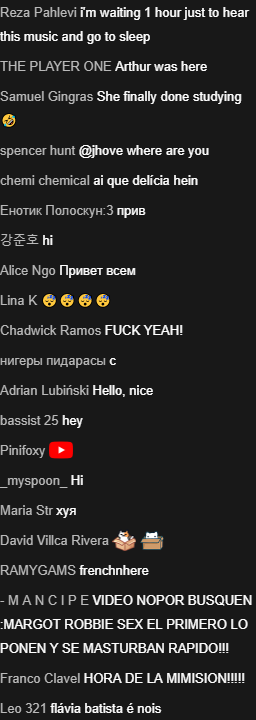 Reza Pahlevi i'm waiting 1 hour just to hear
this music and go to sleep
THE PLAYER ONE Arthur was here
Samuel Gingras She finally done studying
🤣
spencer hunt @jhove where are you
chemi chemical ai que delícia hein
Енотик Полоскун:3 прив
강준호 hi
Alice Ngo Привет всем
Lina K 😴😴😴😴
Chadwick Ramos FUCK YEAH!
нигеры пидарасы с
Adrian Lubiński Hello, nice
bassist 25 hey
Pinifoxy
_myspoon_ Hi
Maria Str хуя
David Villca Rivera
RAMYGAMS frenchnhere
- M A N C I P E VIDEO NOPOR BUSQUEN
:MARGOT ROBBIE SEX EL PRIMERO LO
PONEN Y SE MASTURBAN RAPIDO!!!
Franco Clavel HORA DE LA MIMISION!!!!!
Leo 321 flávia batista é nois